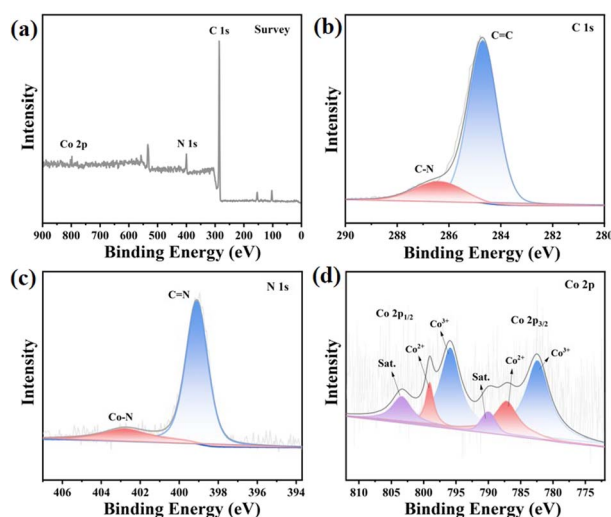 (a)
C 1s
Survey
Co 2p
N 1s
Intensity
900 800 700 600 500 400 300 200 100 0
Binding Energy (eV)
(b)
C 1s
C=C
C-N
Intensity
290 288 286 284 282 280
Binding Energy (eV)
(c)
N 1s
C=N
Co-N
Intensity
406 404 402 400 398 396 394
Binding Energy (eV)
(d)
Co 2p
Co 2p1/2
Co³⁺
Co 2p3/2
Co²⁺
Co²⁺
Co³⁺
Sat.
Sat.
Intensity
810 805 800 795 790 785 780 775
Binding Energy (eV)